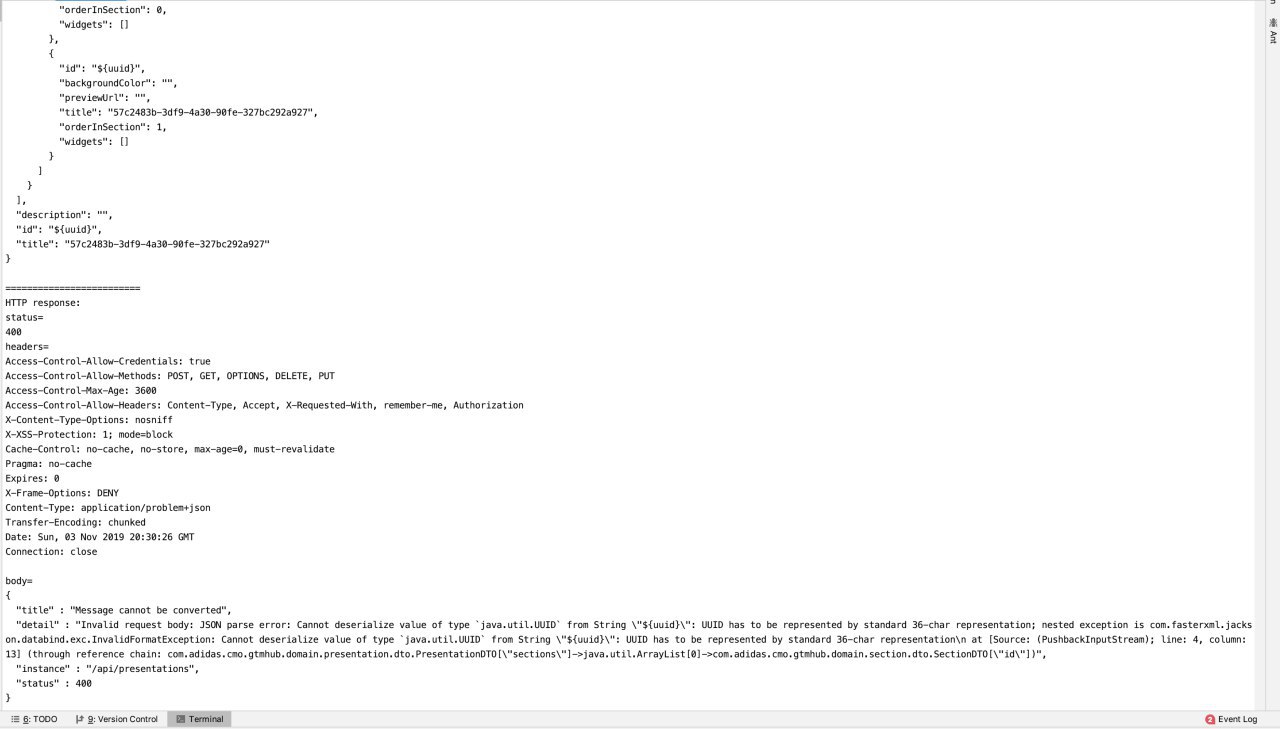 "orderInSection": 0,
"widgets": []
},
{
"id": "${uuid}",
"backgroundColor": "",
"previewUrl": "",
"title": "57c2483b-3df9-4a30-90fe-327bc292a927",
"orderInSection": 1,
"widgets": []
}
]
}
],
"description": "",
"id": "${uuid}",
"title": "57c2483b-3df9-4a30-90fe-327bc292a927"
}
=========================
HTTP response:
status=
400
headers=
Access-Control-Allow-Credentials: true
Access-Control-Allow-Methods: POST, GET, OPTIONS, DELETE, PUT
Access-Control-Max-Age: 3600
Access-Control-Allow-Headers: Content-Type, Accept, X-Requested-With, remember-me, Authorization
X-Content-Type-Options: nosniff
X-XSS-Protection: 1; mode=block
Cache-Control: no-cache, no-store, max-age=0, must-revalidate
Pragma: no-cache
Expires: 0
X-Frame-Options: DENY
Content-Type: application/problem+json
Transfer-Encoding: chunked
Date: Sun, 03 Nov 2019 20:30:26 GMT
Connection: close
body=
{
"title" : "Message cannot be converted",
"detail" : "Invalid request body: JSON parse error: Cannot deserialize value of type `java.util.UUID` from String \"${uuid}\": UUID has to be represented by standard 36-char representation; nested exception is com.fasterxml.jacks
on.databind.exc.InvalidFormatException: Cannot deserialize value of type `java.util.UUID` from String \"${uuid}\": UUID has to be represented by standard 36-char representation\n at [Source: (PushbackInputStream); line: 4, column:
13] (through reference chain: com.adidas.cmo.gtmhub.domain.presentation.dto.PresentationDTO[\"sections\"]->java.util.ArrayList[0]->com.adidas.cmo.gtmhub.domain.section.dto.SectionDTO[\"id\"])",
"instance" : "/api/presentations",
"status" : 400
}
6: TODO
9: Version Control
Terminal
2 Event Log
Ant